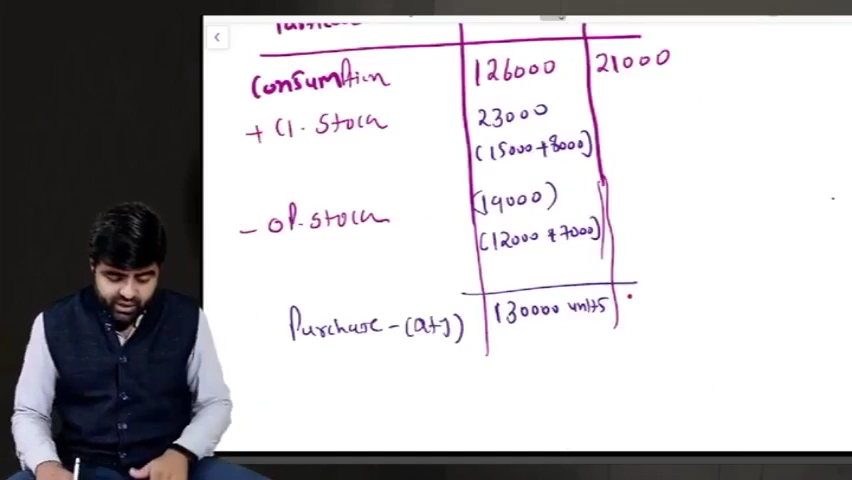 Consumption 126000 21000
+ Cl. Stock 23000
(15000 + 8000)
(19000)
- OP. Stock
(12000 + 7000)
Purchase - (Qty) 130000 units